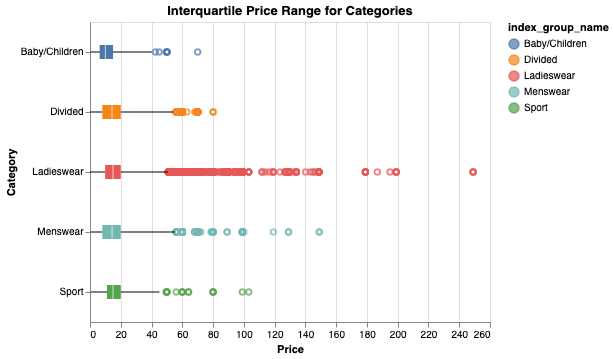 Interquartile Price Range for Categories
index_group_name
Baby/Children
Divided
Ladieswear
Menswear
Sport
Category
Baby/Children
Divided
Ladieswear
Menswear
Sport
0 20 40 60 80 100 120 140 160 180 200 220 240 260
Price